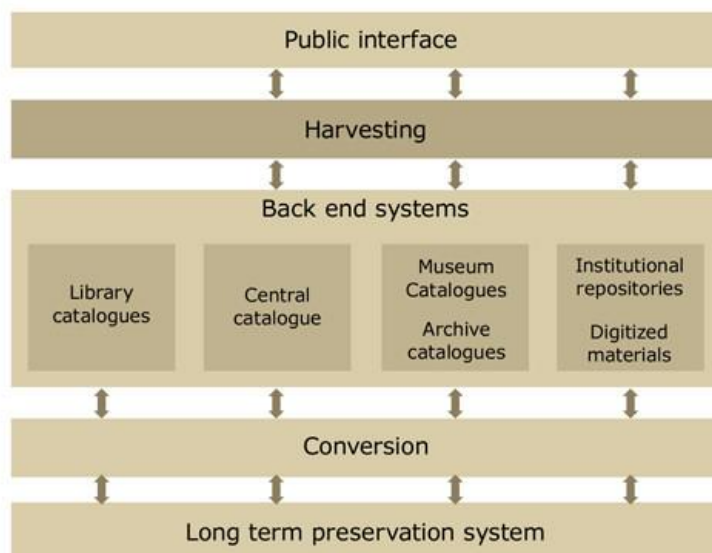 Public interface
Harvesting
Back end systems
Library
catalogues
Central
catalogue
Museum
Catalogues
Archive
catalogues
Institutional
repositories
Digitized
materials
Conversion
Long term preservation system